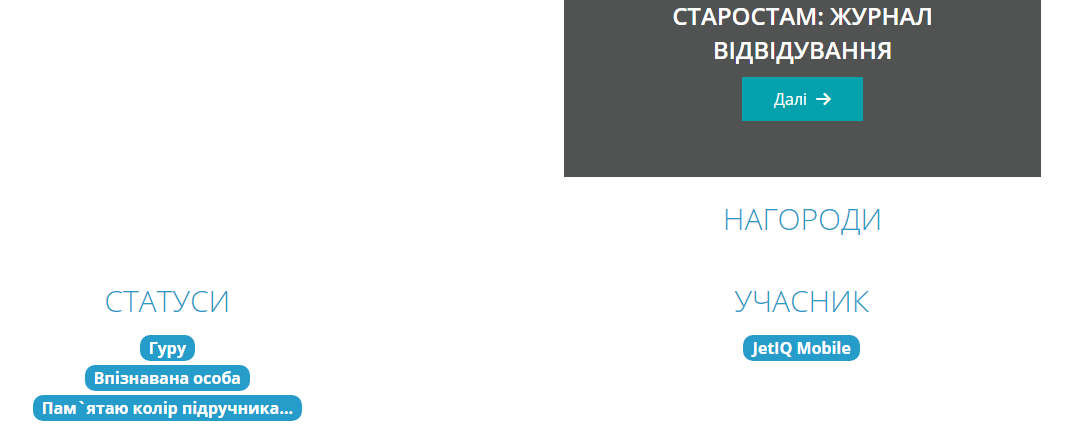 СТАРОСТАМ: ЖУРНАЛ
ВІДВІДУВАННЯ
Далі →
НАГОРОДИ
СТАТУСИ
Гуру
Впізнавана особа
Пам`ятаю колір підручника...
УЧАСНИК
JetIQ Mobile